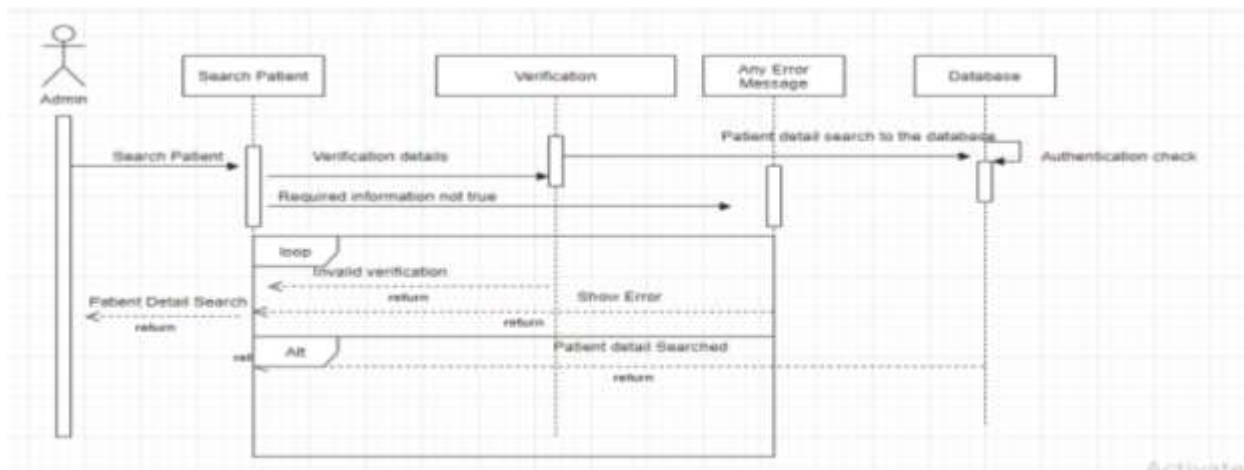 Admin
Search Patient
Verification
Any Error
Message
Database
Patient detail search to the database
Authentication check
Search Patient
Verification details
Required information not true
loop
Invalid verification
return
Show Error
return
Patient Detail Search
return
Alt
Patient detail Searched
return
Activate